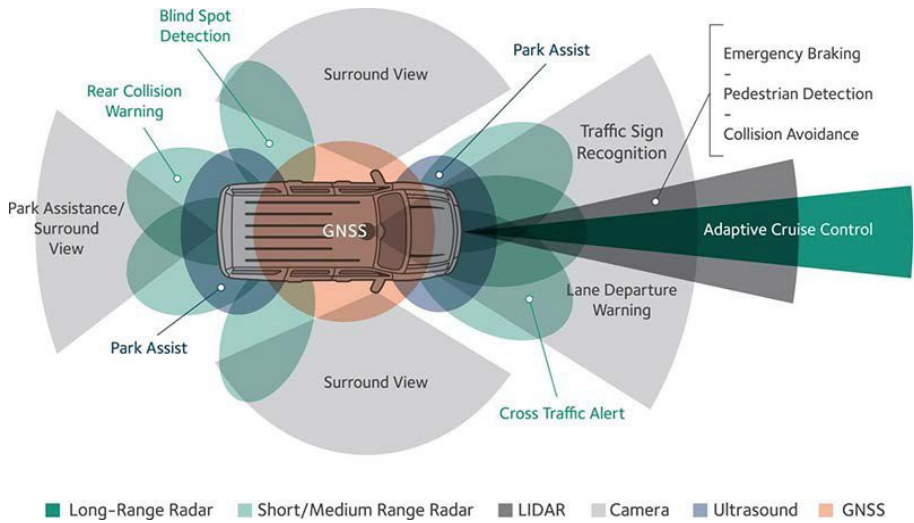 Blind Spot
Detection
Surround View
Park Assist
Emergency Braking
–
Pedestrian Detection
–
Collision Avoidance
Rear Collision
Warning
Traffic Sign
Recognition
Park Assistance/
Surround
View
GNSS
Adaptive Cruise Control
Lane Departure
Warning
Park Assist
Surround View
Cross Traffic Alert
Long-Range Radar
Short/Medium Range Radar
LIDAR
Camera
Ultrasound
GNSS